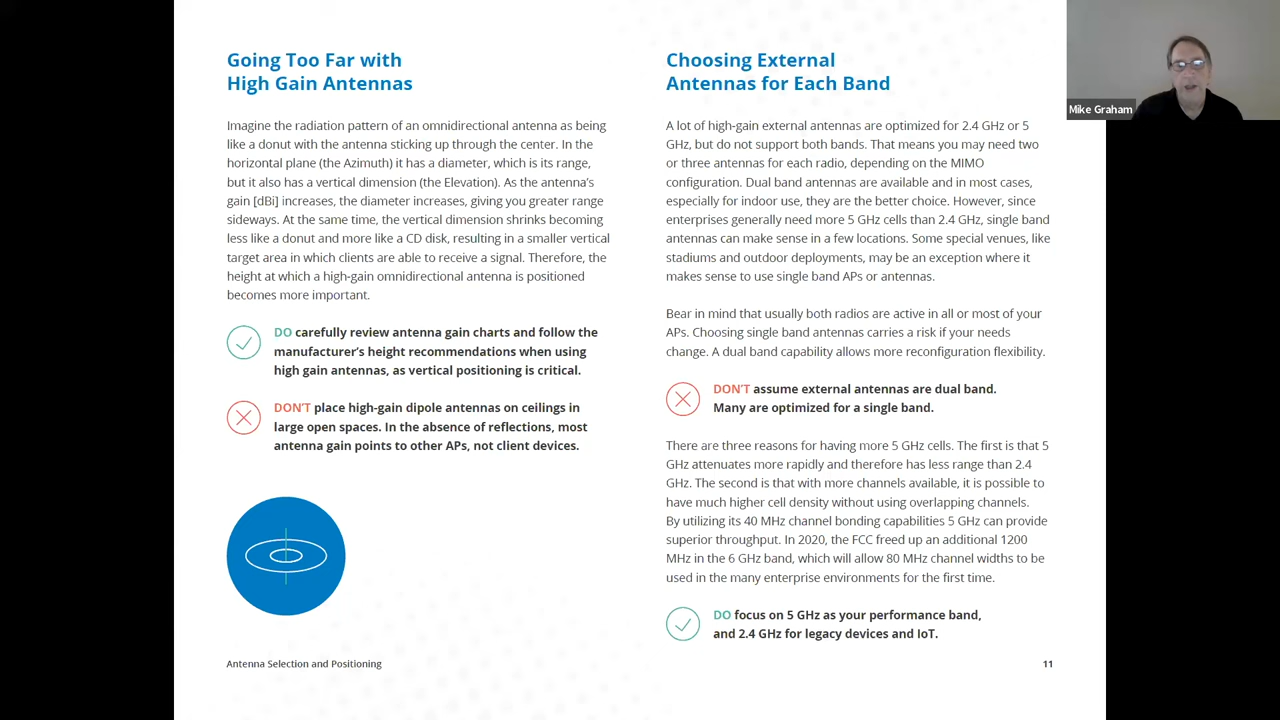 Going Too Far with
High Gain Antennas
Imagine the radiation pattern of an omnidirectional antenna as being
like a donut with the antenna sticking up through the center. In the
horizontal plane (the Azimuth) it has a diameter, which is its range,
but it also has a vertical dimension (the Elevation). As the antenna's
gain [dBi] increases, the diameter increases, giving you greater range
sideways. At the same time, the vertical dimension shrinks becoming
less like a donut and more like a CD disk, resulting in a smaller vertical
target area in which clients are able to receive a signal. Therefore, the
height at which a high-gain omnidirectional antenna is positioned
becomes more important.
DO carefully review antenna gain charts and follow the
manufacturer's height recommendations when using
high gain antennas, as vertical positioning is critical.
DON'T place high-gain dipole antennas on ceilings in
large open spaces. In the absence of reflections, most
antenna gain points to other APs, not client devices.
Antenna Selection and Positioning
Choosing External
Antennas for Each Band
A lot of high-gain external antennas are optimized for 2.4 GHz or 5
GHz, but do not support both bands. That means you may need two
or three antennas for each radio, depending on the MIMO
configuration. Dual band antennas are available and in most cases,
especially for indoor use, they are the better choice. However, since
enterprises generally need more 5 GHz cells than 2.4 GHz, single band
antennas can make sense in a few locations. Some special venues, like
stadiums and outdoor deployments, may be an exception where it
makes sense to use single band APs or antennas.
Bear in mind that usually both radios are active in all or most of your
APs. Choosing single band antennas carries a risk if your needs
change. A dual band capability allows more reconfiguration flexibility.
DON'T assume external antennas are dual band.
Many are optimized for a single band.
There are three reasons for having more 5 GHz cells. The first is that 5
GHz attenuates more rapidly and therefore has less range than 2.4
GHz. The second is that with more channels available, it is possible to
have much higher cell density without using overlapping channels.
By utilizing its 40 MHz channel bonding capabilities 5 GHz can provide
superior throughput. In 2020, the FCC freed up an additional 1200
MHz in the 6 GHz band, which will allow 80 MHz channel widths to be
used in the many enterprise environments for the first time.
DO focus on 5 GHz as your performance band,
and 2.4 GHz for legacy devices and IoT.
11
Mike Graham